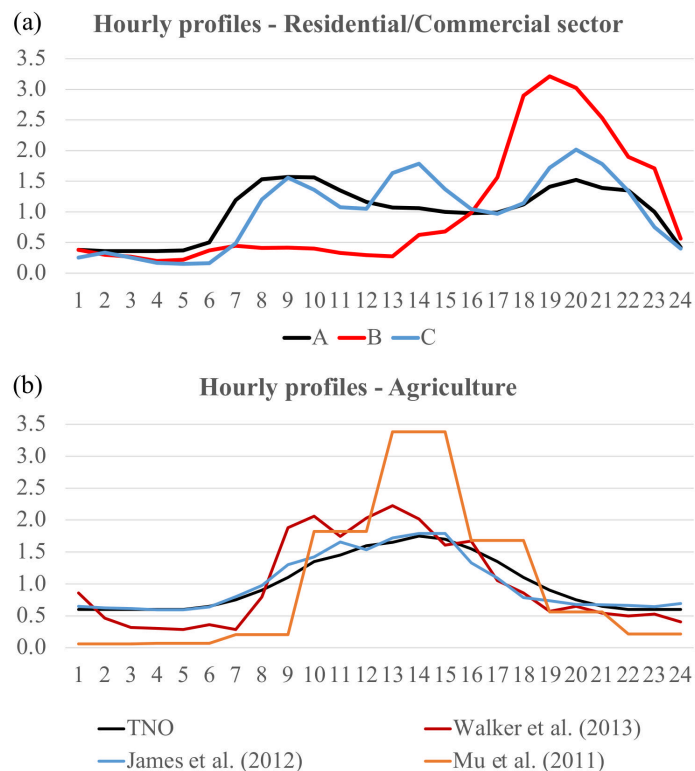 (a) Hourly profiles - Residential/Commercial sector
3.5
3.0
2.5
2.0
1.5
1.0
0.5
0.0
1 2 3 4 5 6 7 8 9 10 11 12 13 14 15 16 17 18 19 20 21 22 23 24
A B C
(b) Hourly profiles - Agriculture
3.5
3.0
2.5
2.0
1.5
1.0
0.5
0.0
1 2 3 4 5 6 7 8 9 10 11 12 13 14 15 16 17 18 19 20 21 22 23 24
TNO Walker et al. (2013)
James et al. (2012) Mu et al. (2011)